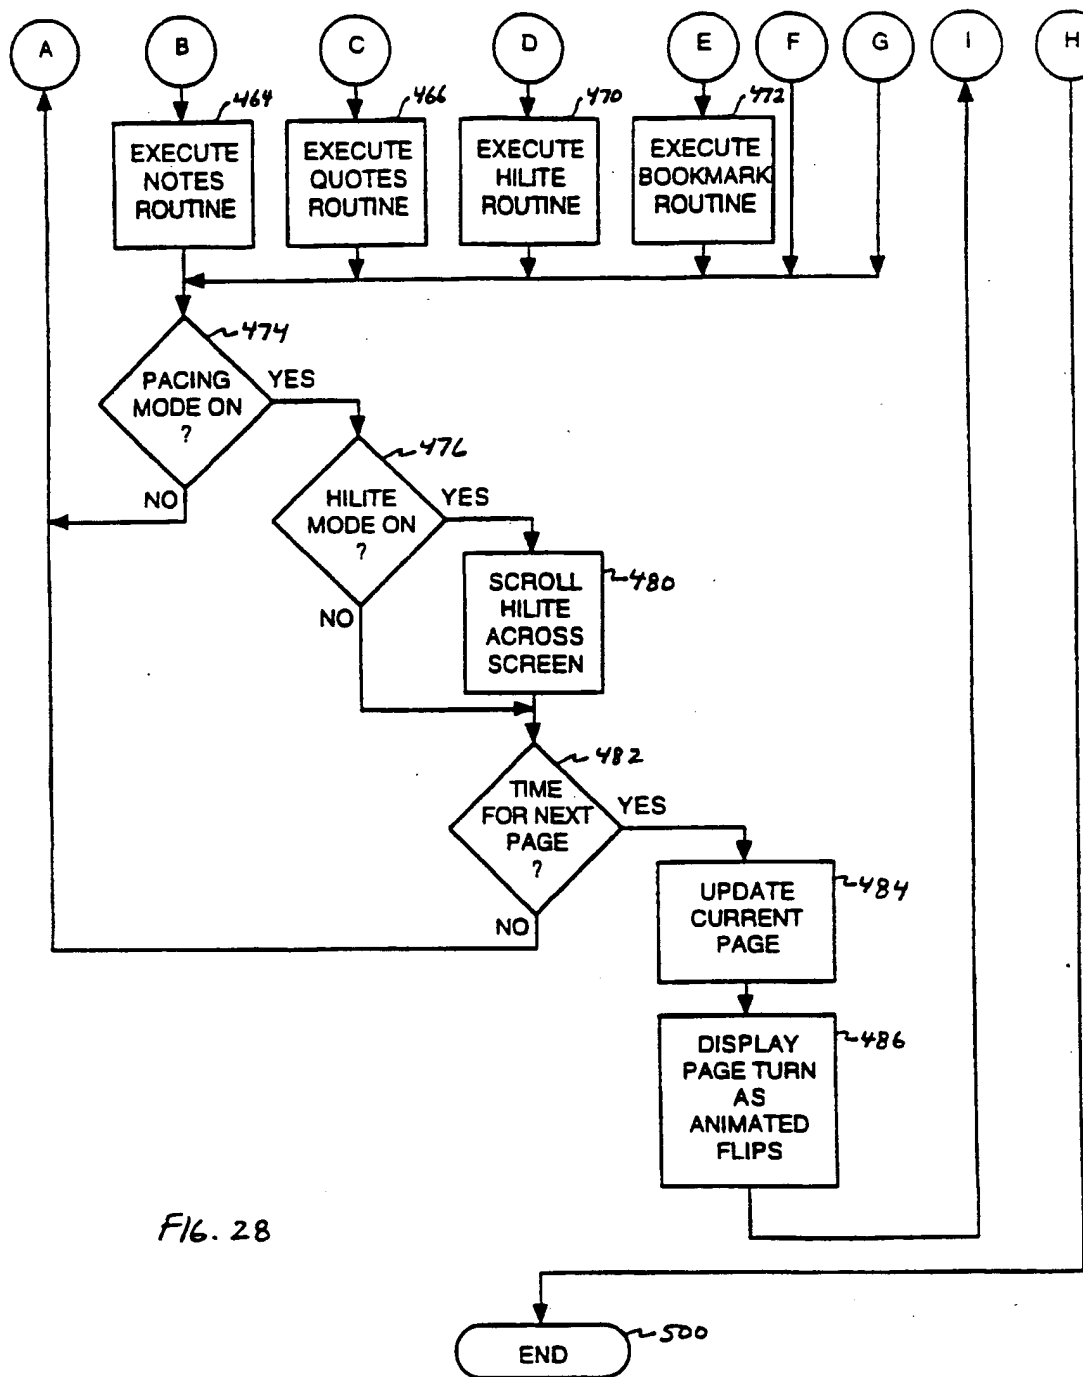 A B C D E F G I H
464 466 470 472
EXECUTE
NOTES
ROUTINE
EXECUTE
QUOTES
ROUTINE
EXECUTE
HILITE
ROUTINE
EXECUTE
BOOKMARK
ROUTINE
474
PACING
MODE ON
?
YES
NO
476
HILITE
MODE ON
?
YES
NO
480
SCROLL
HILITE
ACROSS
SCREEN
482
TIME
FOR NEXT
PAGE
?
YES
NO
484
UPDATE
CURRENT
PAGE
486
DISPLAY
PAGE TURN
AS
ANIMATED
FLIPS
FIG. 28
500
END